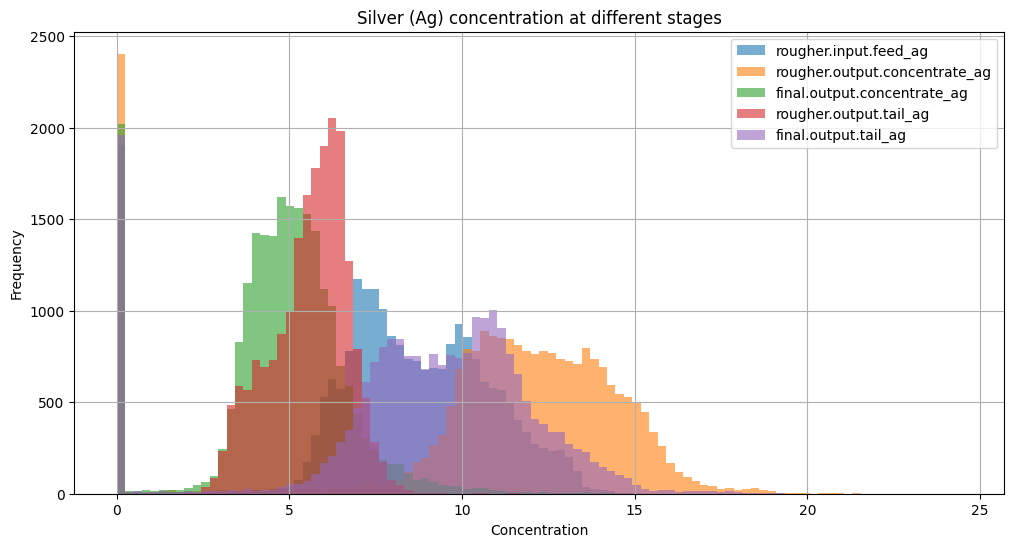 Silver (Ag) concentration at different stages
rougher.input.feed_ag
rougher.output.concentrate_ag
final.output.concentrate_ag
rougher.output.tail_ag
final.output.tail_ag
Frequency
2500
2000
1500
1000
500
0
0 5 10 15 20 25
Concentration